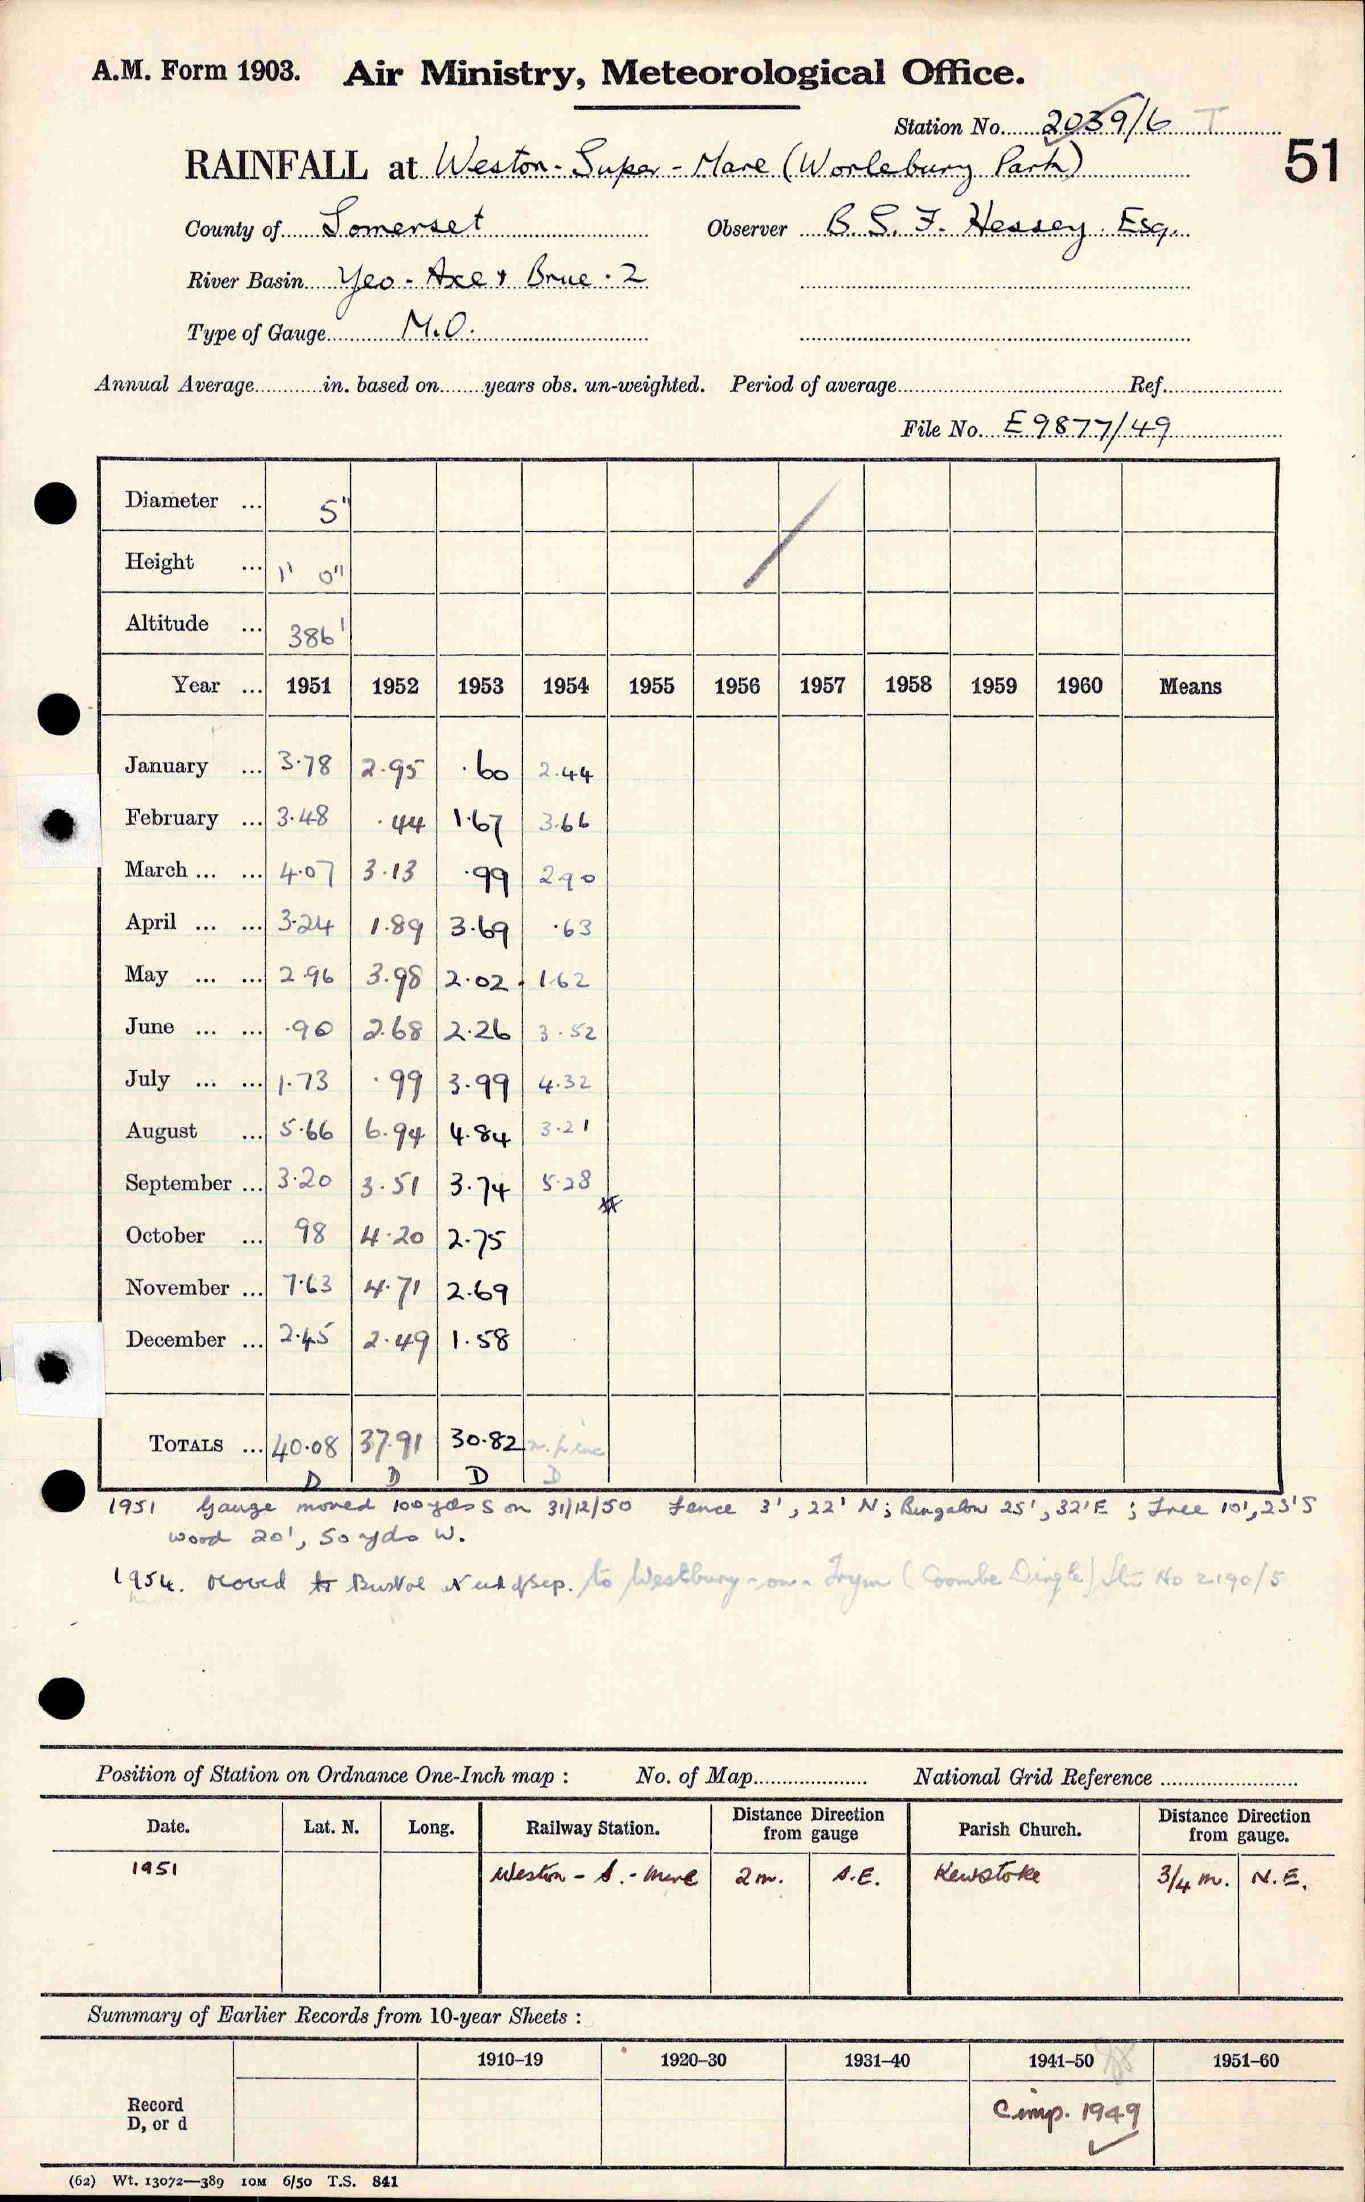 A.M. Form 1903. Air Ministry, Meteorological Office.
Station No. 2039/6 T
51
RAINFALL at Weston-Super-Mare (Worlebury Park)
County of Somerset Observer B. S. F. Hessey Esq.
River Basin Yeo - Axe & Brue . 2
Type of Gauge M.O.
Annual Average in. based on years obs. un-weighted. Period of average Ref.
File No. E9877/49
Diameter ... 5"
Height ... 1' 0"
Altitude ... 386'
Year ... 1951 1952 1953 1954 1955 1956 1957 1958 1959 1960 Means
January ... 3.78 2.95 .60 2.44
February ... 3.48 .44 1.67 3.66
March ... ... 4.07 3.13 .99 2.90
April ... ... 3.24 1.89 3.69 .63
May ... ... 2.96 3.98 2.02 1.62
June ... ... .90 2.68 2.26 3.52
July ... ... 1.73 .99 3.99 4.32
August ... 5.66 6.94 4.84 3.21
September ... 3.20 3.51 3.74 5.28
October ... 98 4.20 2.75
November ... 7.63 4.71 2.69
December ... 2.45 2.49 1.58
TOTALS ... 40.08 37.91 30.82
D D D D
1951 Gauge moved 100 yds S on 31/12/50 Fence 3', 22' N; Bungalow 25', 32' E; Tree 10', 23' S
wood 20', 50 yds W.
1954. Moved to Bristol end of Sep. to Westbury-on-Trym (Coombe Dingle) Stn No 2190/5
Position of Station on Ordnance One-Inch map : No. of Map National Grid Reference
Date. Lat. N. Long. Railway Station. Distance Direction from gauge Parish Church. Distance Direction from gauge.
1951 Weston-S.-Mare 2 m. S.E. Kewstoke 3/4 m. N.E.
Summary of Earlier Records from 10-year Sheets :
1910–19 1920–30 1931–40 1941–50 1951–60
Record
D, or d
Comp. 1949
(62) Wt. 13072—389 10M 6/50 T.S. 841